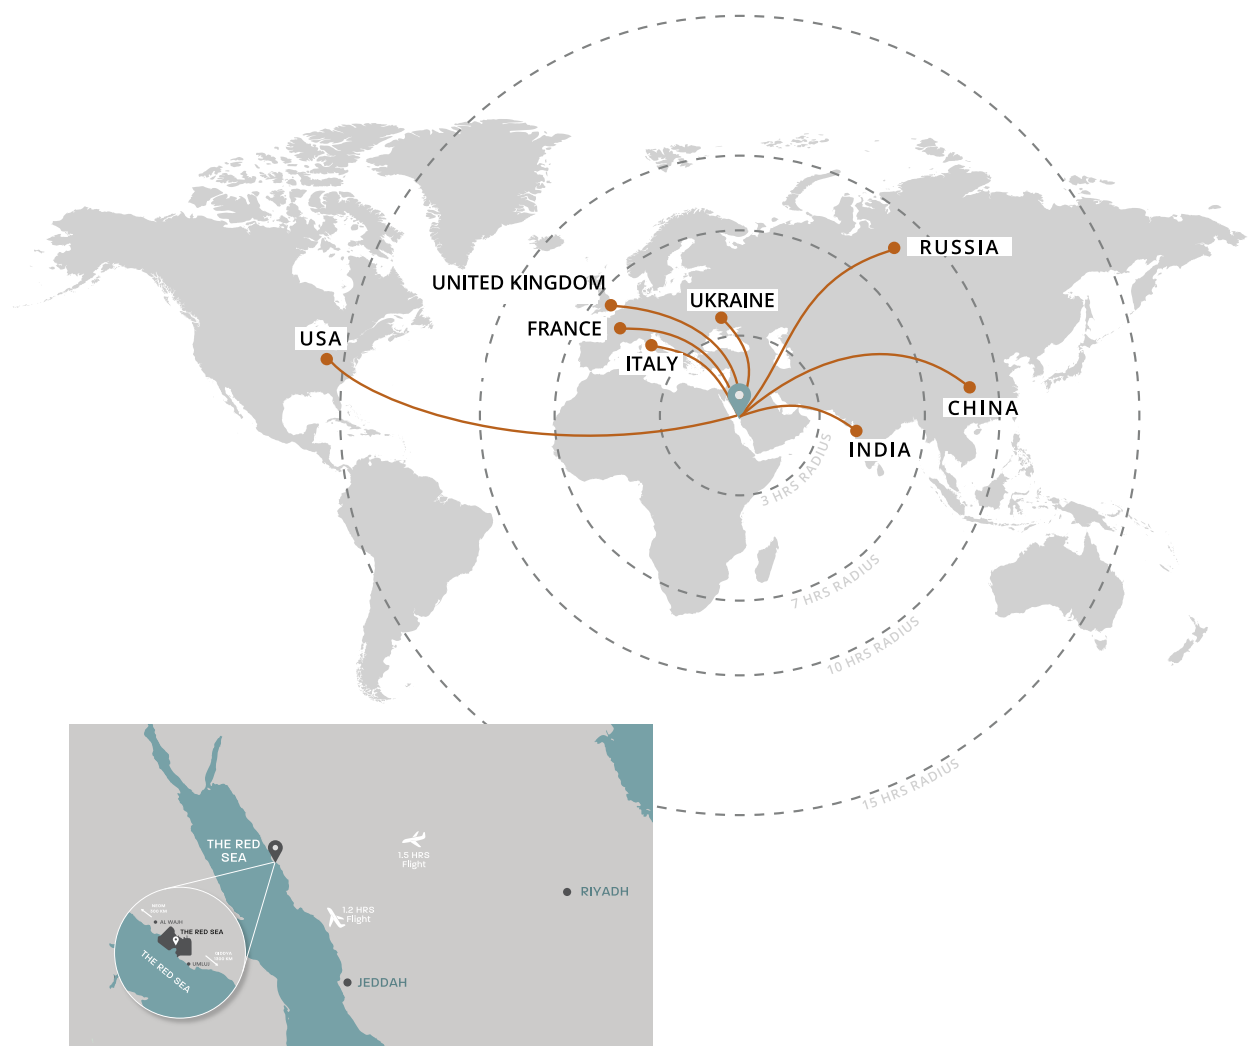 RUSSIA
UNITED KINGDOM
UKRAINE
FRANCE
USA
ITALY
CHINA
INDIA
3 HRS RADIUS
7 HRS RADIUS
10 HRS RADIUS
15 HRS RADIUS
THE RED
SEA
1.5 HRS
Flight
RIYADH
1.2 HRS
Flight
AL WAJH
THE RED SEA
THE RED SEA
UMLUJ
JEDDAH